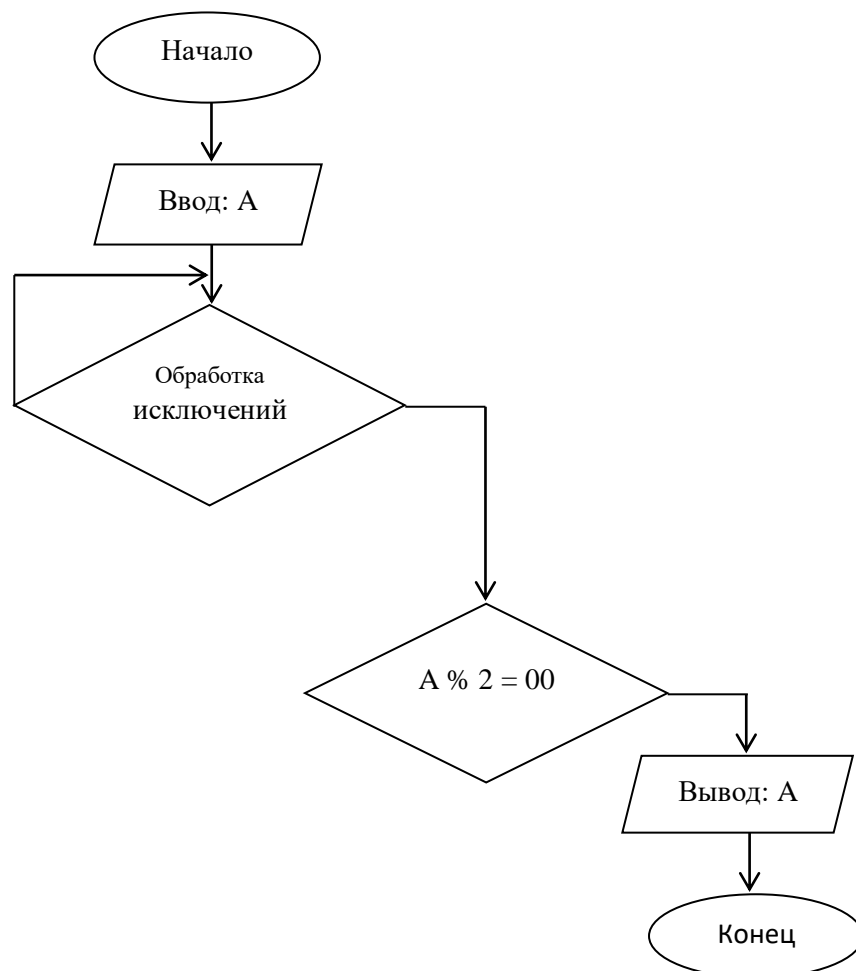 Начало
Ввод: А
Обработка
исключений
А % 2 = 00
Вывод: А
Конец